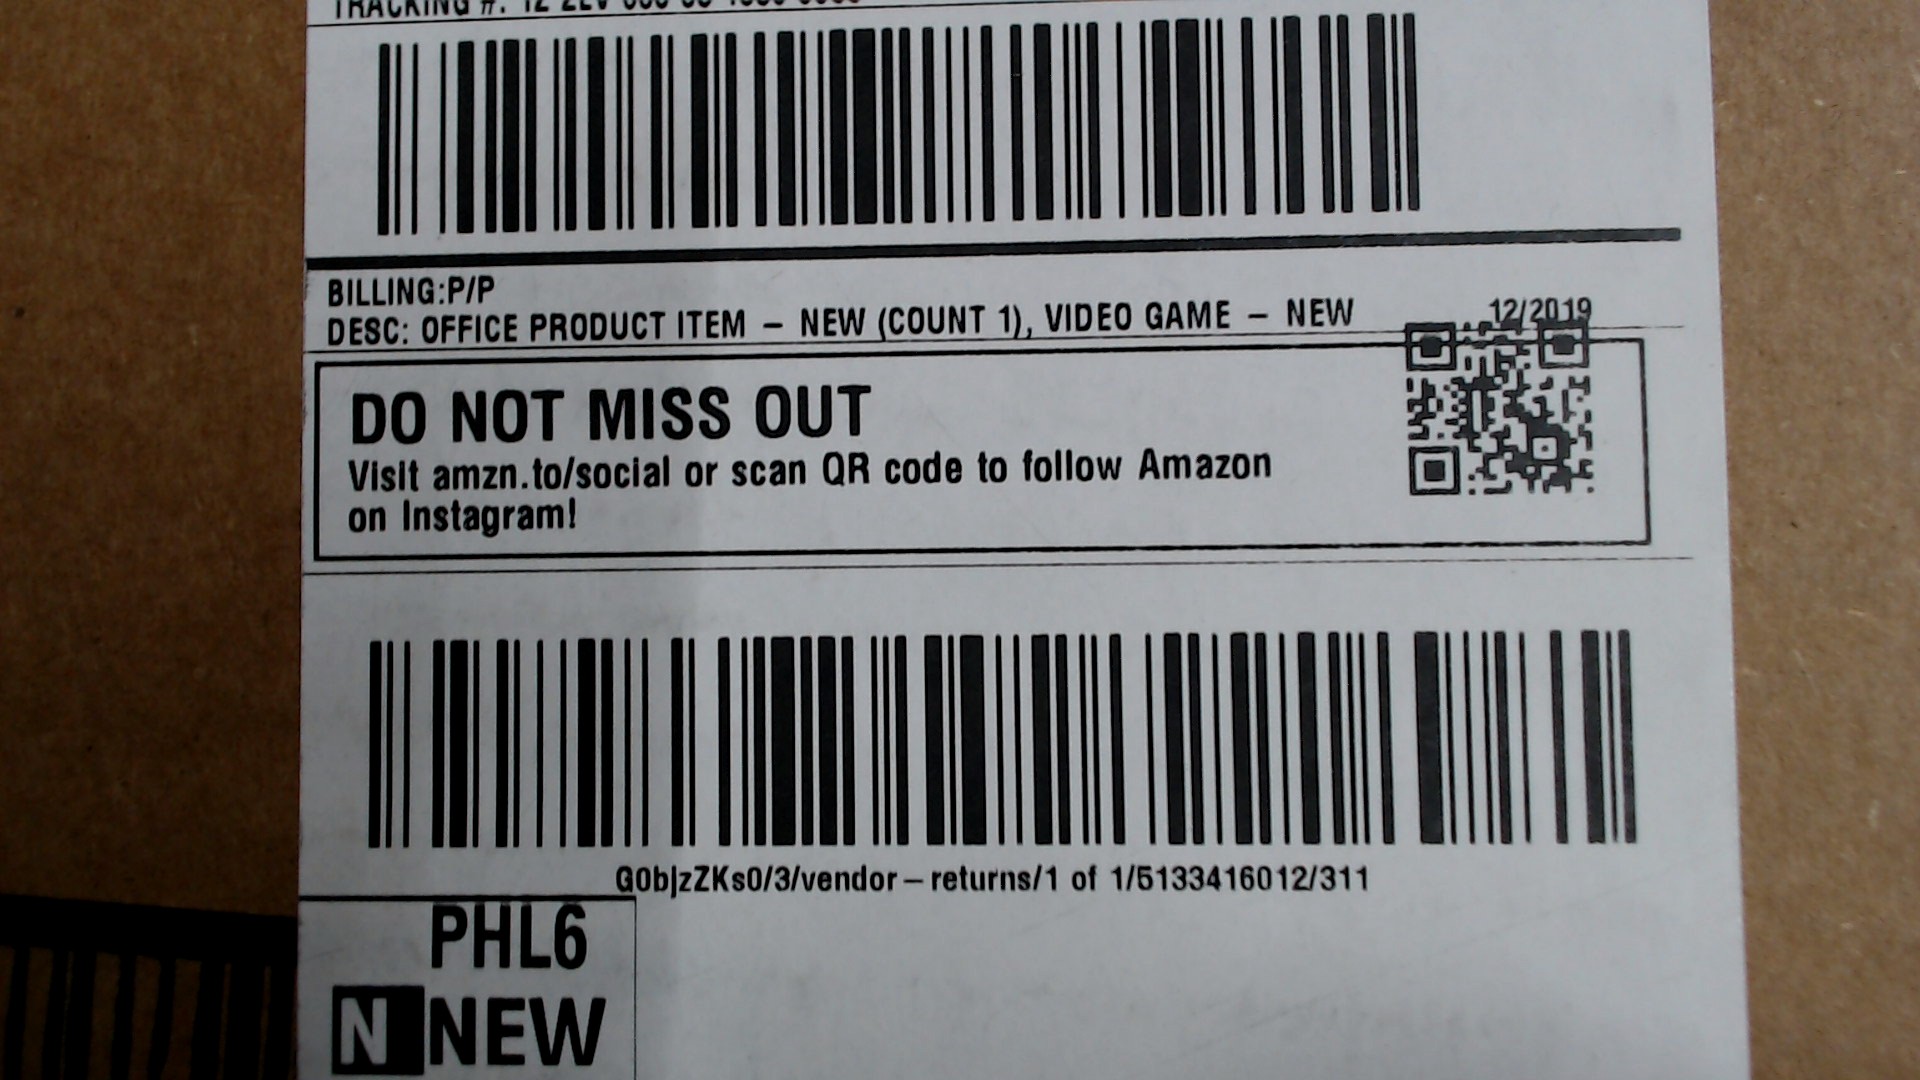 TRACKING #:
BILLING:P/P
DESC: OFFICE PRODUCT ITEM – NEW (COUNT 1), VIDEO GAME – NEW
12/2019
DO NOT MISS OUT
Visit amzn.to/social or scan QR code to follow Amazon
on Instagram!
G0bjzZKs0/3/vendor–returns/1 of 1/5133416012/311
PHL6
N NEW